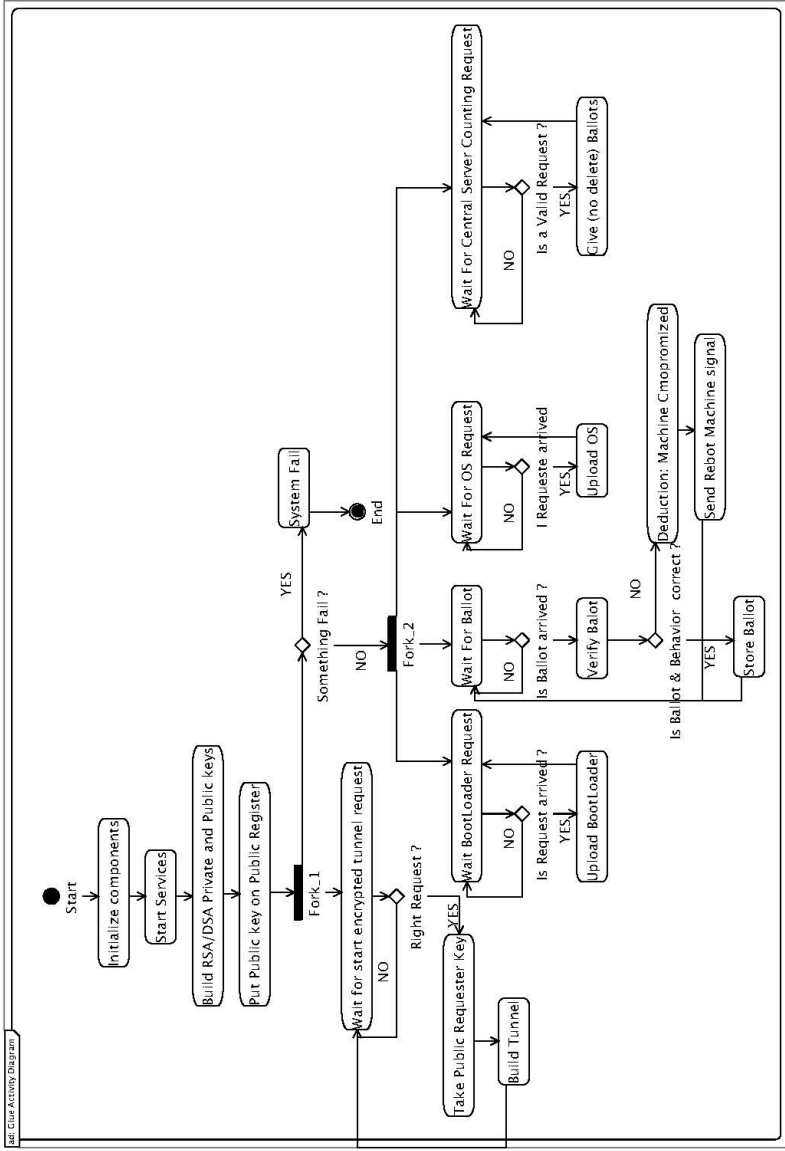 ad: Glue Activity Diagram
Start
Initialize components
Start Services
Build RSA/DSA Private and Public keys
Put Public key on Public Register
Fork_1
Something Fail ?
YES
System Fail
End
NO
Fork_2
Wait for start encrypted tunnel request
NO
Right Request ?
YES
Take Public Requester Key
Build Tunnel
Wait BootLoader Request
NO
Is Request arrived ?
YES
Upload BootLoader
Wait For Ballot
NO
Is Ballot arrived ?
Verify Balot
NO
Is Ballot & Behavior correct ?
YES
Store Ballot
Deduction: Machine Cmopromized
Send Rebot Machine signal
Wait For OS Request
NO
I Requeste arrived
YES
Upload OS
Wait For Central Server Counting Request
NO
Is a Valid Request ?
YES
Give (no delete) Ballots